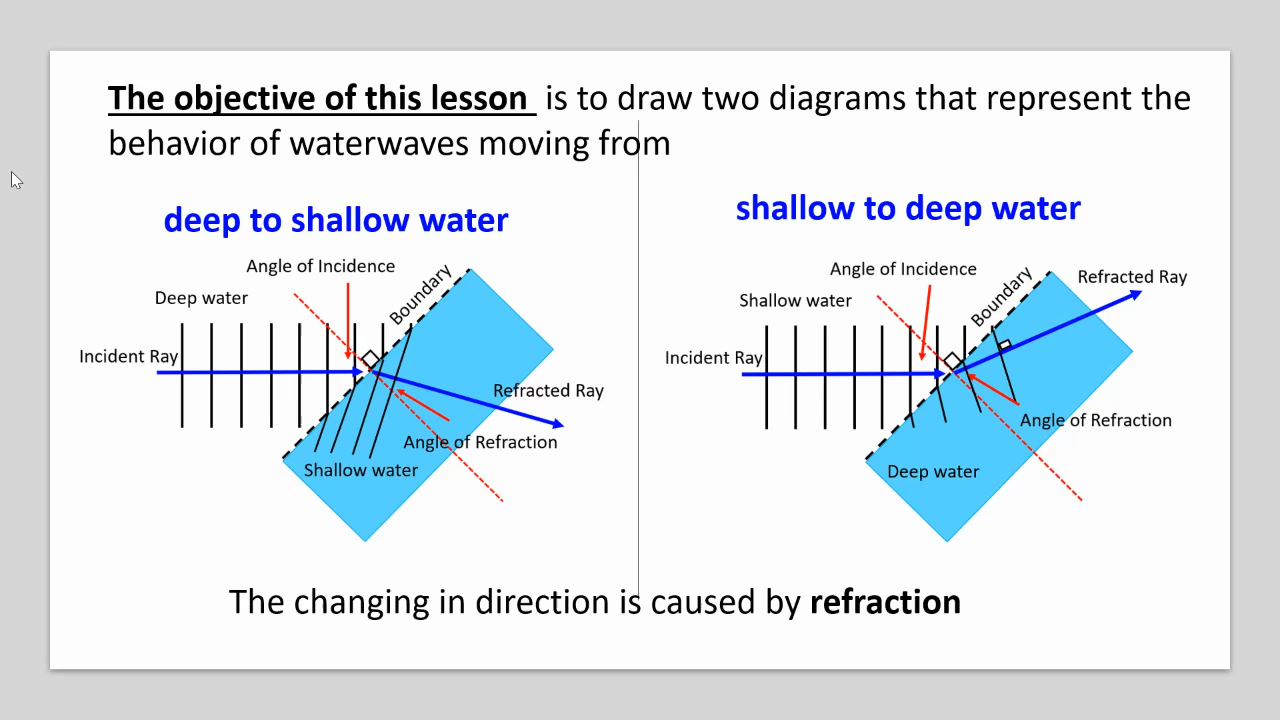 The objective of this lesson is to draw two diagrams that represent the
behavior of waterwaves moving from
deep to shallow water
Angle of Incidence
Boundary
Deep water
Incident Ray
Refracted Ray
Angle of Refraction
Shallow water
shallow to deep water
Angle of Incidence
Boundary
Refracted Ray
Shallow water
Incident Ray
Angle of Refraction
Deep water
The changing in direction is caused by refraction